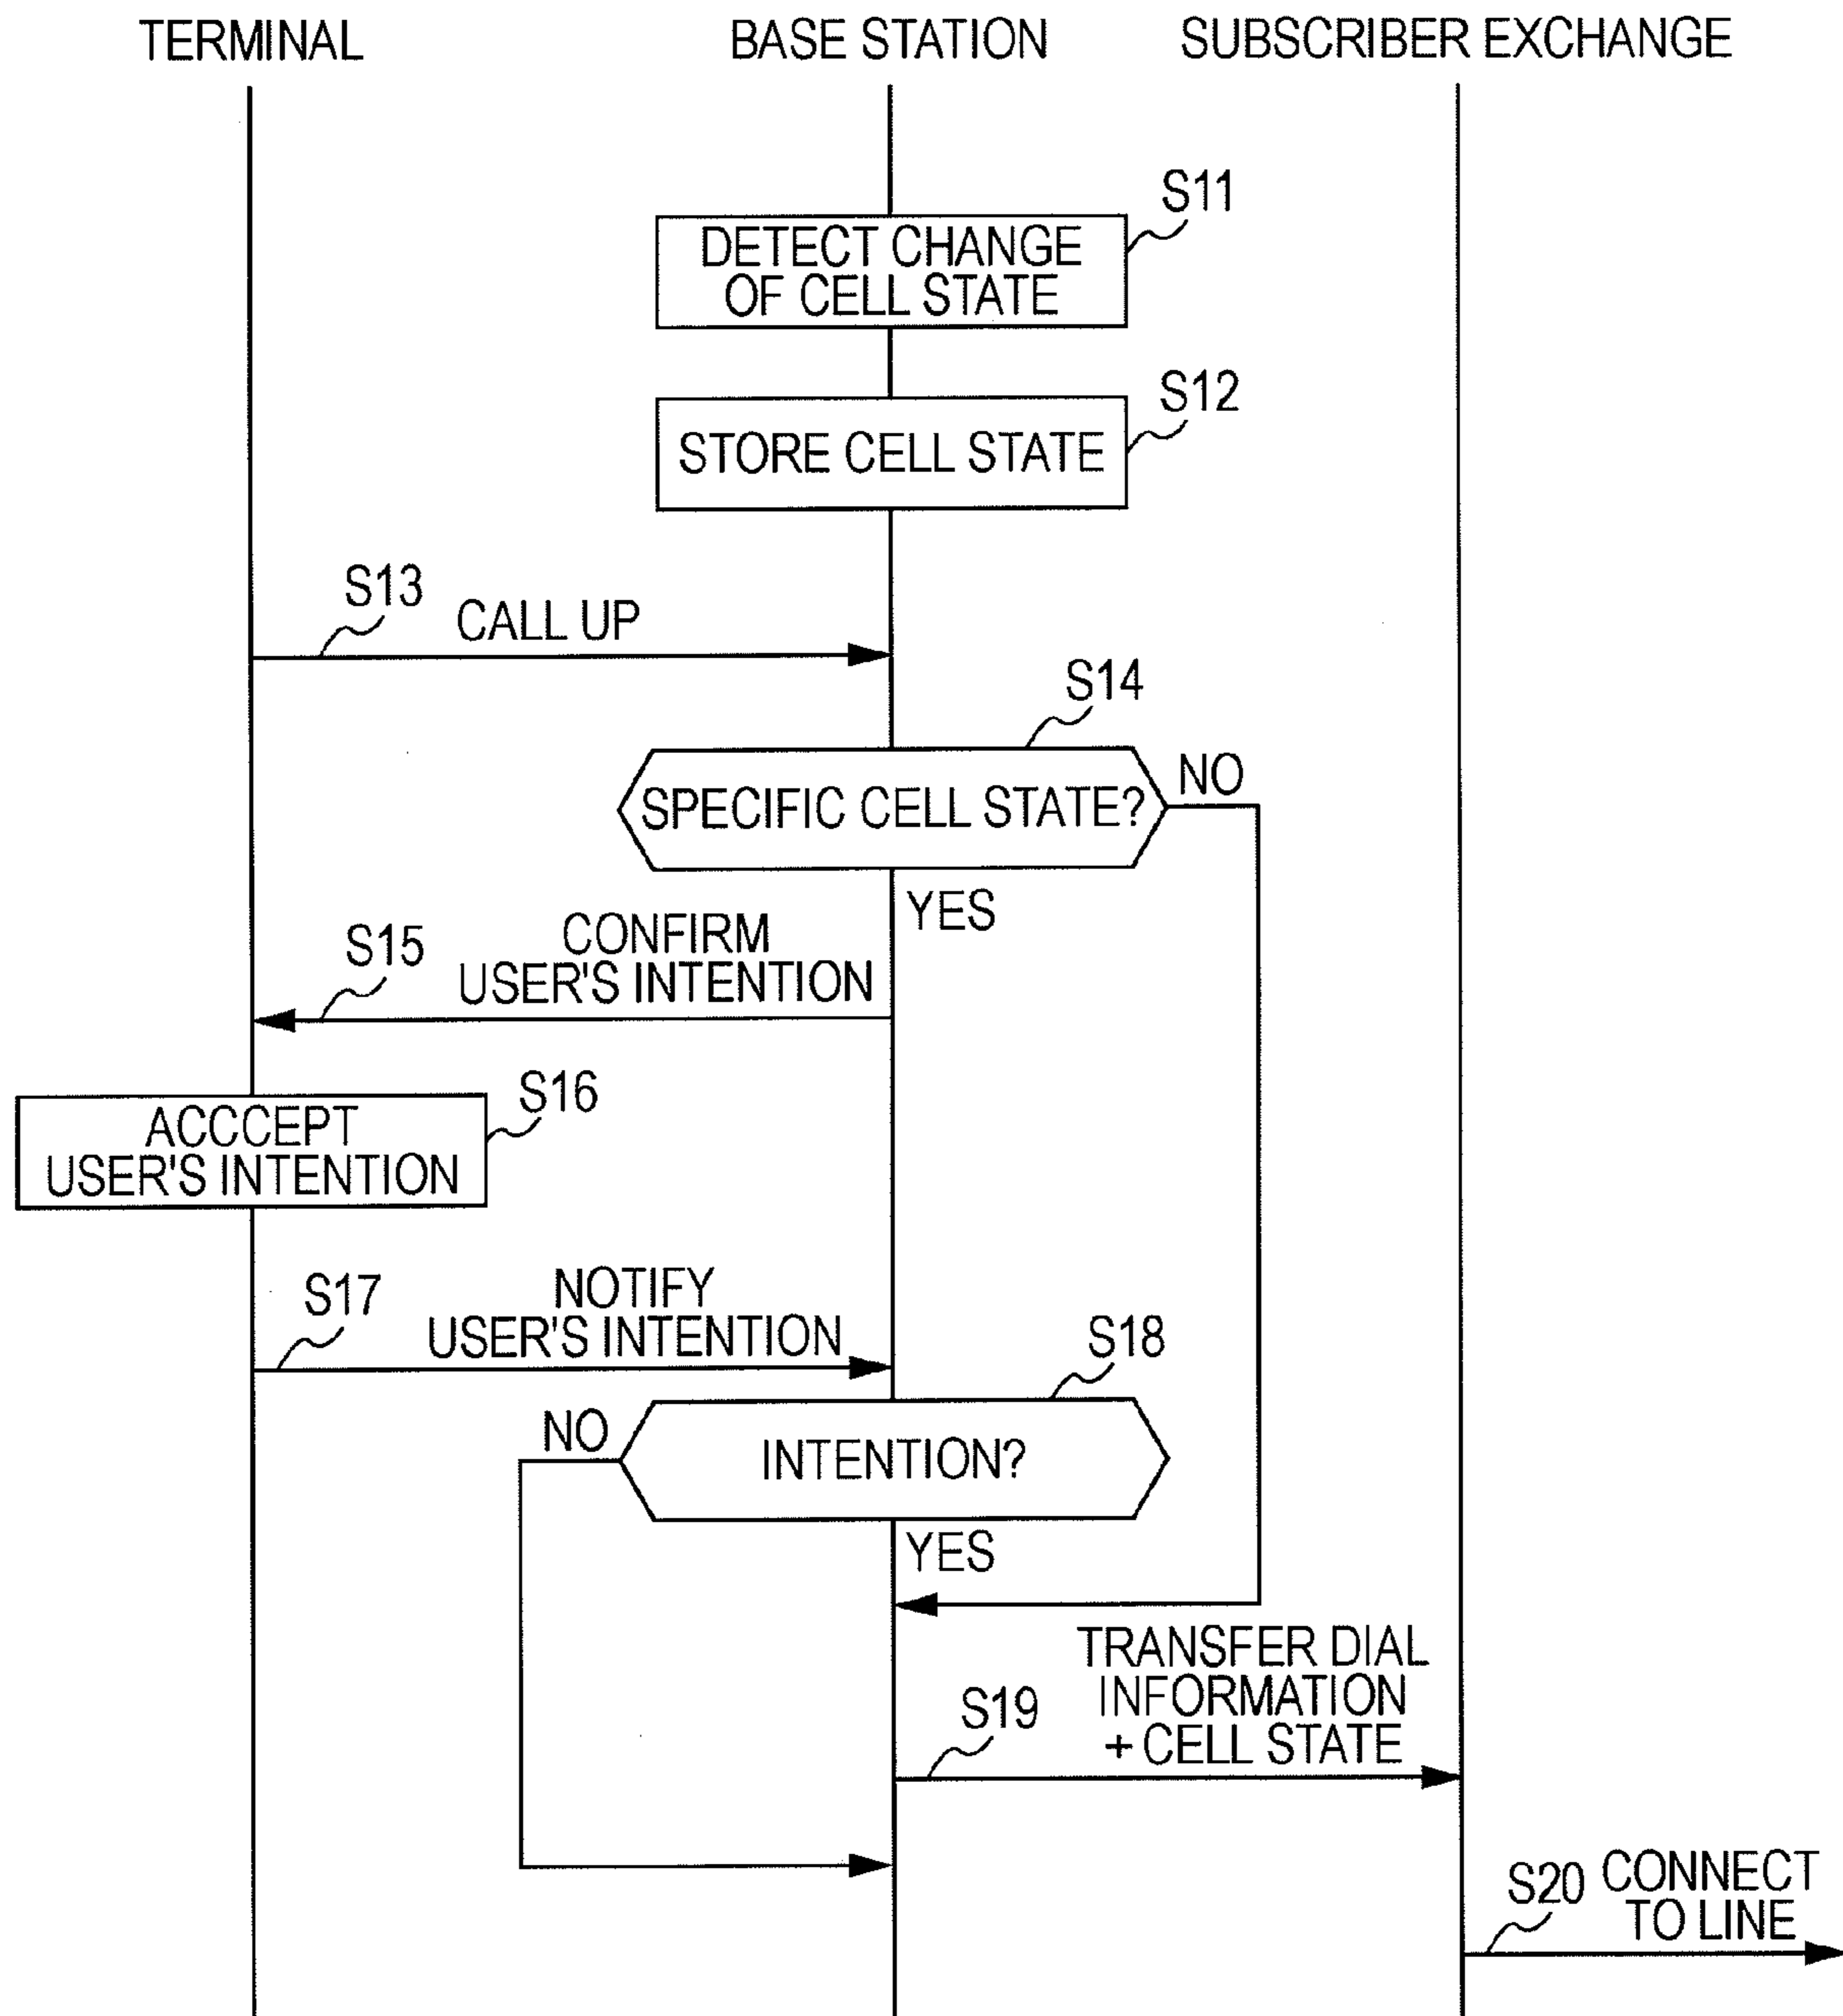 TERMINAL
BASE STATION
SUBSCRIBER EXCHANGE
S11
DETECT CHANGE
OF CELL STATE
S12
STORE CELL STATE
S13
CALL UP
S14
SPECIFIC CELL STATE?
NO
YES
S15
CONFIRM
USER'S INTENTION
S16
ACCCEPT
USER'S INTENTION
S17
NOTIFY
USER'S INTENTION
S18
NO
INTENTION?
YES
S19
TRANSFER DIAL
INFORMATION
+ CELL STATE
S20
CONNECT
TO LINE